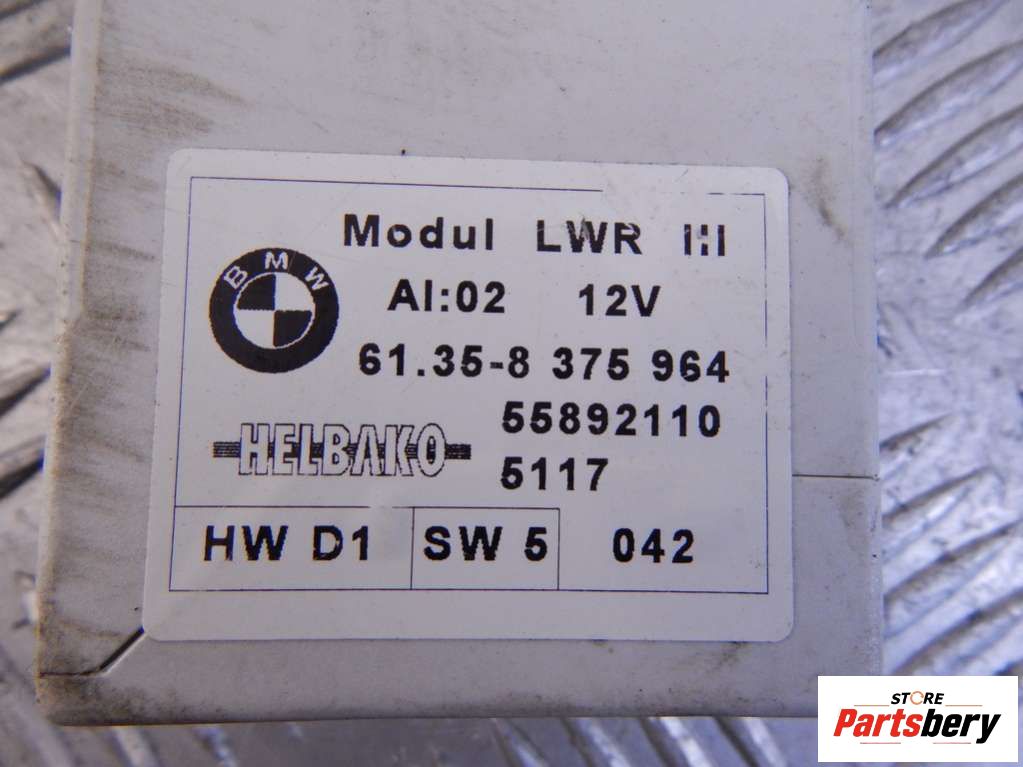 Modul LWR III
BMW
AI:02 12V
61.35-8 375 964
55892110
HELBAKO
5117
HW D1 SW 5 042
STORE
Partsbery